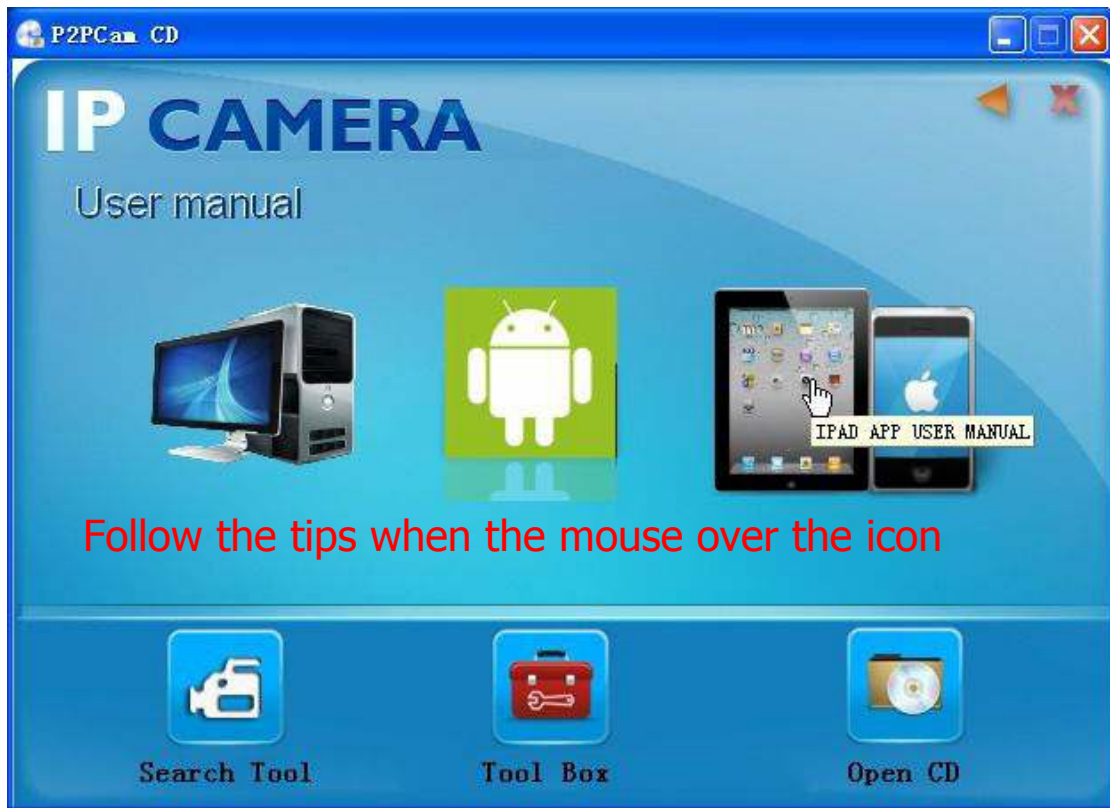 P2PCam CD
IP CAMERA
User manual
IPAD APP USER MANUAL
Follow the tips when the mouse over the icon
Search Tool
Tool Box
Open CD